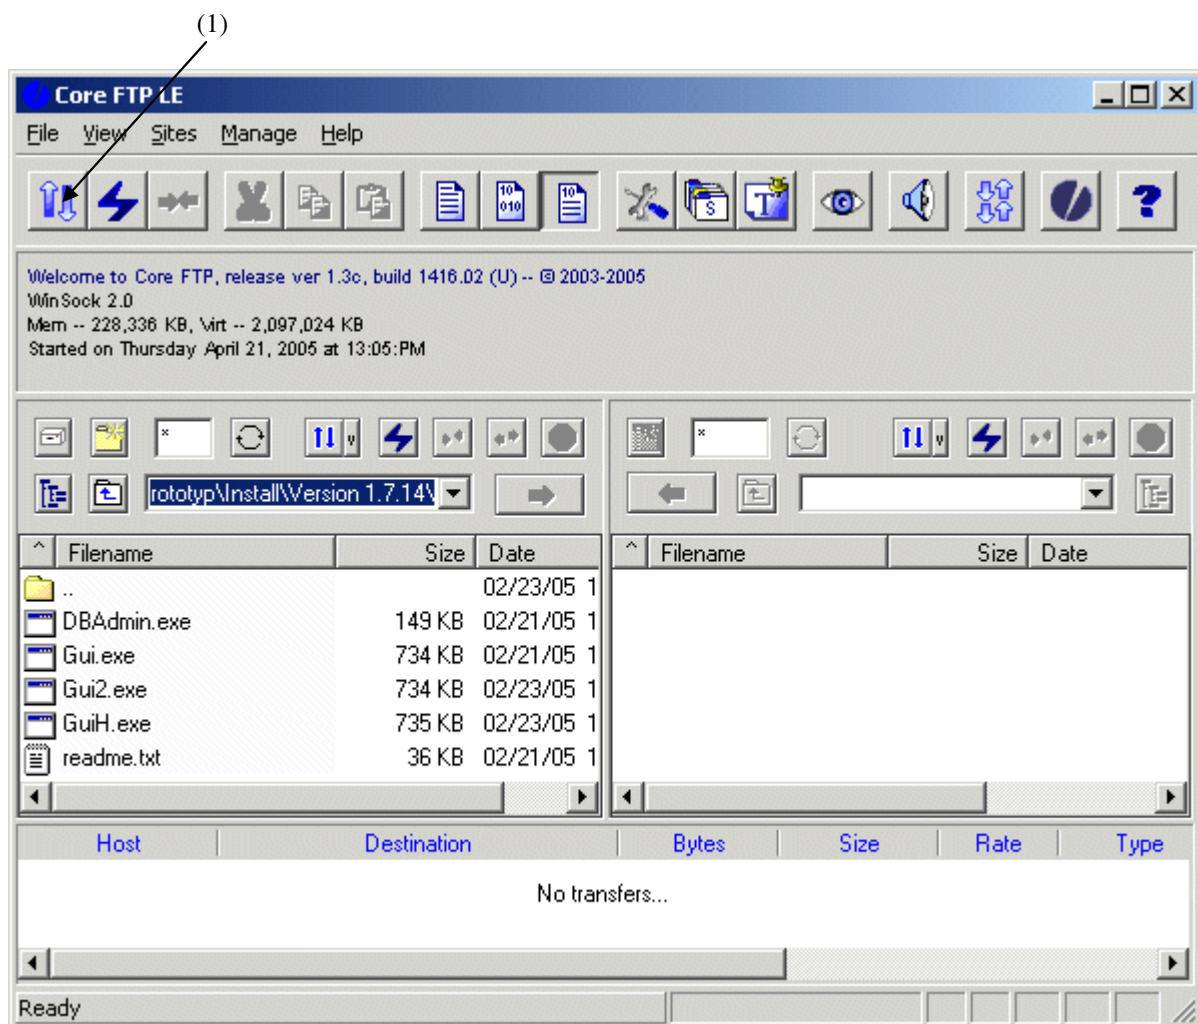 (1)
Core FTP LE
File View Sites Manage Help
10 010 10 S T C ?
Welcome to Core FTP, release ver 1.3c, build 1416.02 (U) -- © 2003-2005
WinSock 2.0
Mem -- 228,336 KB, Virt -- 2,097,024 KB
Started on Thursday April 21, 2005 at 13:05:PM
* v * v
rototyp\Install\Version 1.7.14\
^ Filename Size Date ^ Filename Size Date
.. 02/23/05 1
DBAdmin.exe 149 KB 02/21/05 1
Gui.exe 734 KB 02/21/05 1
Gui2.exe 734 KB 02/23/05 1
GuiH.exe 735 KB 02/23/05 1
readme.txt 36 KB 02/21/05 1
Host Destination Bytes Size Rate Type
No transfers...
Ready